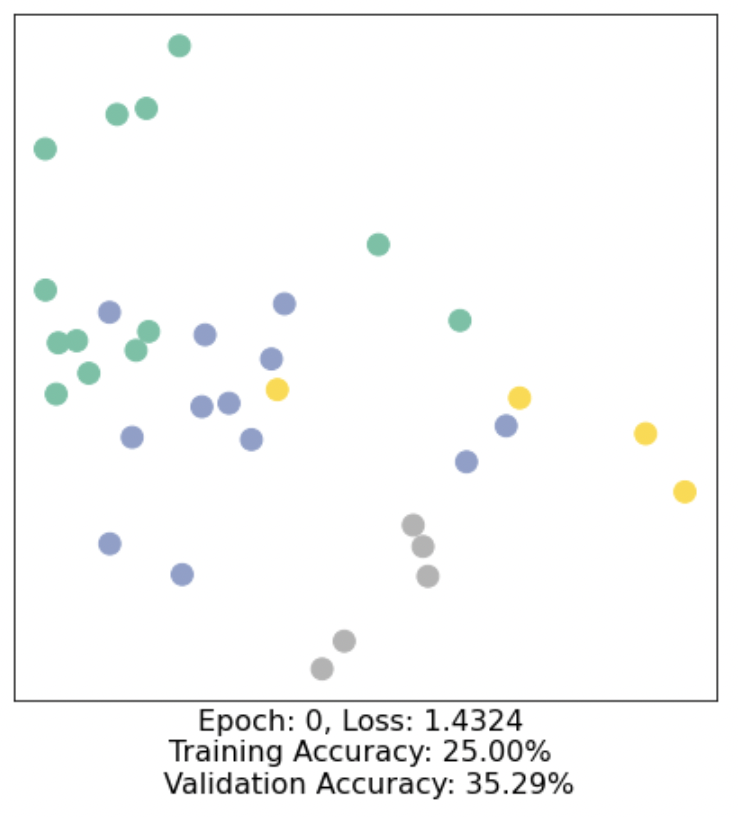 Epoch: 0, Loss: 1.4324
Training Accuracy: 25.00%
Validation Accuracy: 35.29%